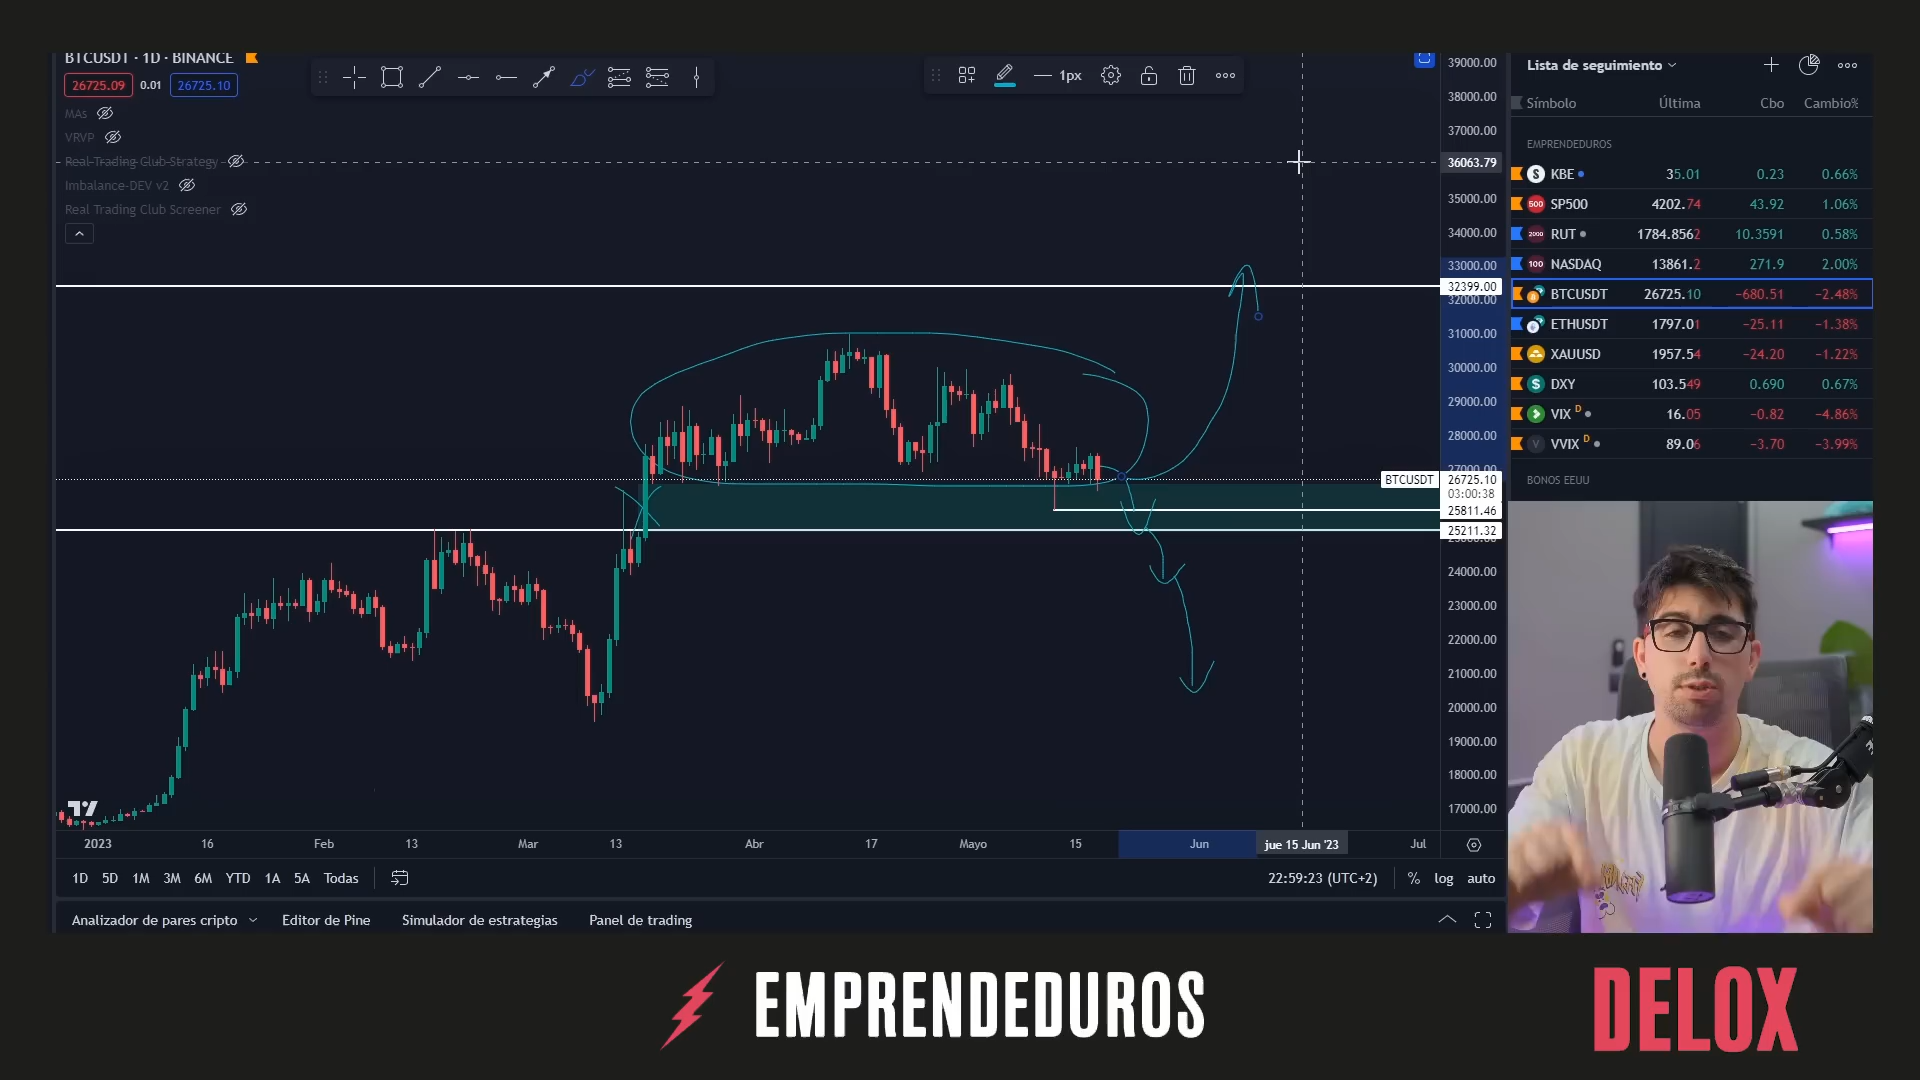 BTCUSDT · 1D · BINANCE
26725.09 0.01 26725.10
MAs
VRVP
Real Trading Club Strategy
Imbalance-DEV v2
Real Trading Club Screener
1px
39000.00
38000.00
37000.00
36063.79
35000.00
34000.00
33000.00
32399.00
32000.00
31000.00
30000.00
29000.00
28000.00
27000.00
BTCUSDT 26725.10
03:00:38
25811.46
25211.32
24000.00
23000.00
22000.00
21000.00
20000.00
19000.00
18000.00
17000.00
2023 16 Feb 13 Mar 13 Abr 17 Mayo 15 Jun jue 15 Jun '23 Jul
1D 5D 1M 3M 6M YTD 1A 5A Todas 22:59:23 (UTC+2) % log auto
Analizador de pares cripto Editor de Pine Simulador de estrategias Panel de trading
Lista de seguimiento
Símbolo Última Cbo Cambio%
EMPRENDEDUROS
KBE 35.01 0.23 0.66%
SP500 4202.74 43.92 1.06%
RUT 1784.8562 10.3591 0.58%
NASDAQ 13861.2 271.9 2.00%
BTCUSDT 26725.10 −680.51 −2.48%
ETHUSDT 1797.01 −25.11 −1.38%
XAUUSD 1957.54 −24.20 −1.22%
DXY 103.549 0.690 0.67%
VIX D 16.05 −0.82 −4.86%
VVIX D 89.06 −3.70 −3.99%
BONOS EEUU
EMPRENDEDUROS
DELOX